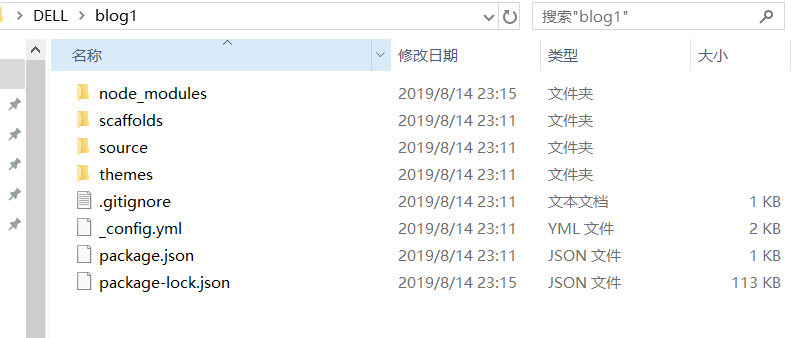 DELL > blog1 搜索"blog1"
名称 修改日期 类型 大小
node_modules 2019/8/14 23:15 文件夹
scaffolds 2019/8/14 23:11 文件夹
source 2019/8/14 23:11 文件夹
themes 2019/8/14 23:11 文件夹
.gitignore 2019/8/14 23:11 文本文档 1 KB
_config.yml 2019/8/14 23:11 YML 文件 2 KB
package.json 2019/8/14 23:11 JSON 文件 1 KB
package-lock.json 2019/8/14 23:15 JSON 文件 113 KB